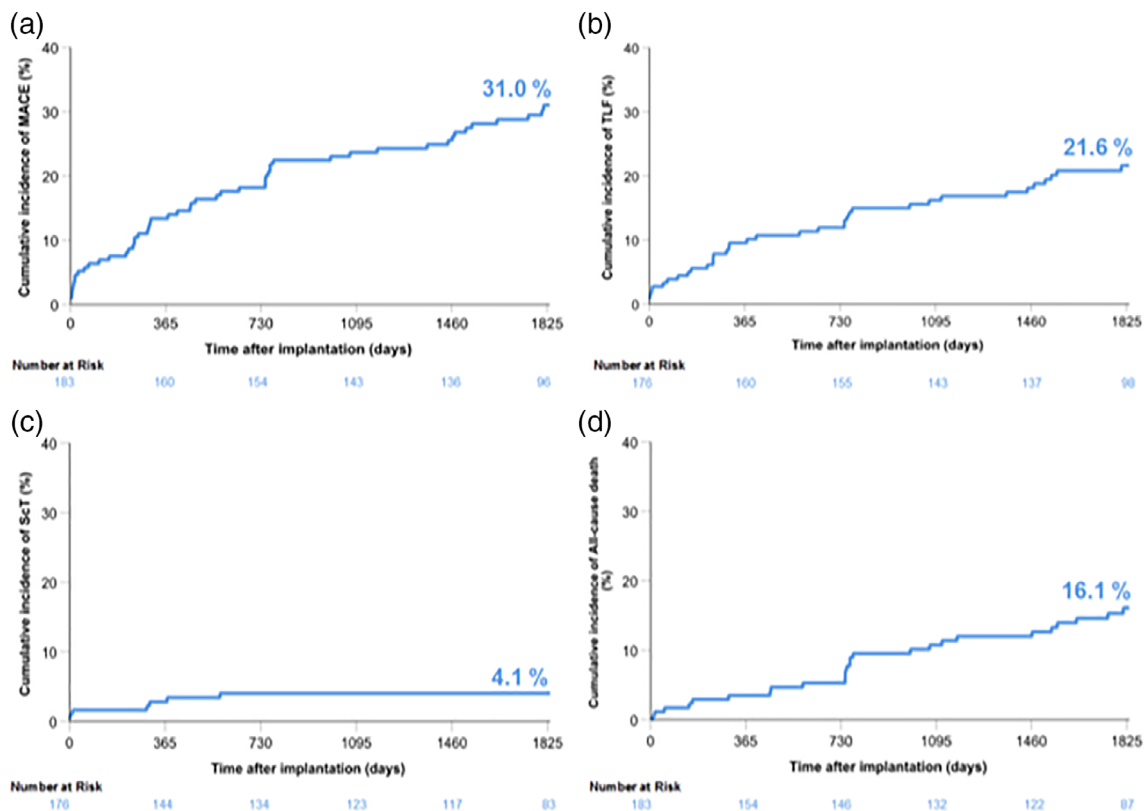 (a)
Cumulative incidence of MACE (%)
40
30
20
10
0
31.0 %
0 365 730 1095 1460 1825
Time after implantation (days)
Number at Risk
183 160 154 143 136 96
(b)
Cumulative incidence of TLF (%)
40
30
20
10
0
21.6 %
0 365 730 1095 1460 1825
Time after implantation (days)
Number at Risk
176 160 155 143 137 98
(c)
Cumulative incidence of ScT (%)
40
30
20
10
0
4.1 %
0 365 730 1095 1460 1825
Time after implantation (days)
Number at Risk
176 144 134 123 117 83
(d)
Cumulative incidence of All-cause death
(%)
40
30
20
10
0
16.1 %
0 365 730 1095 1460 1825
Time after implantation (days)
Number at Risk
183 154 146 132 122 87